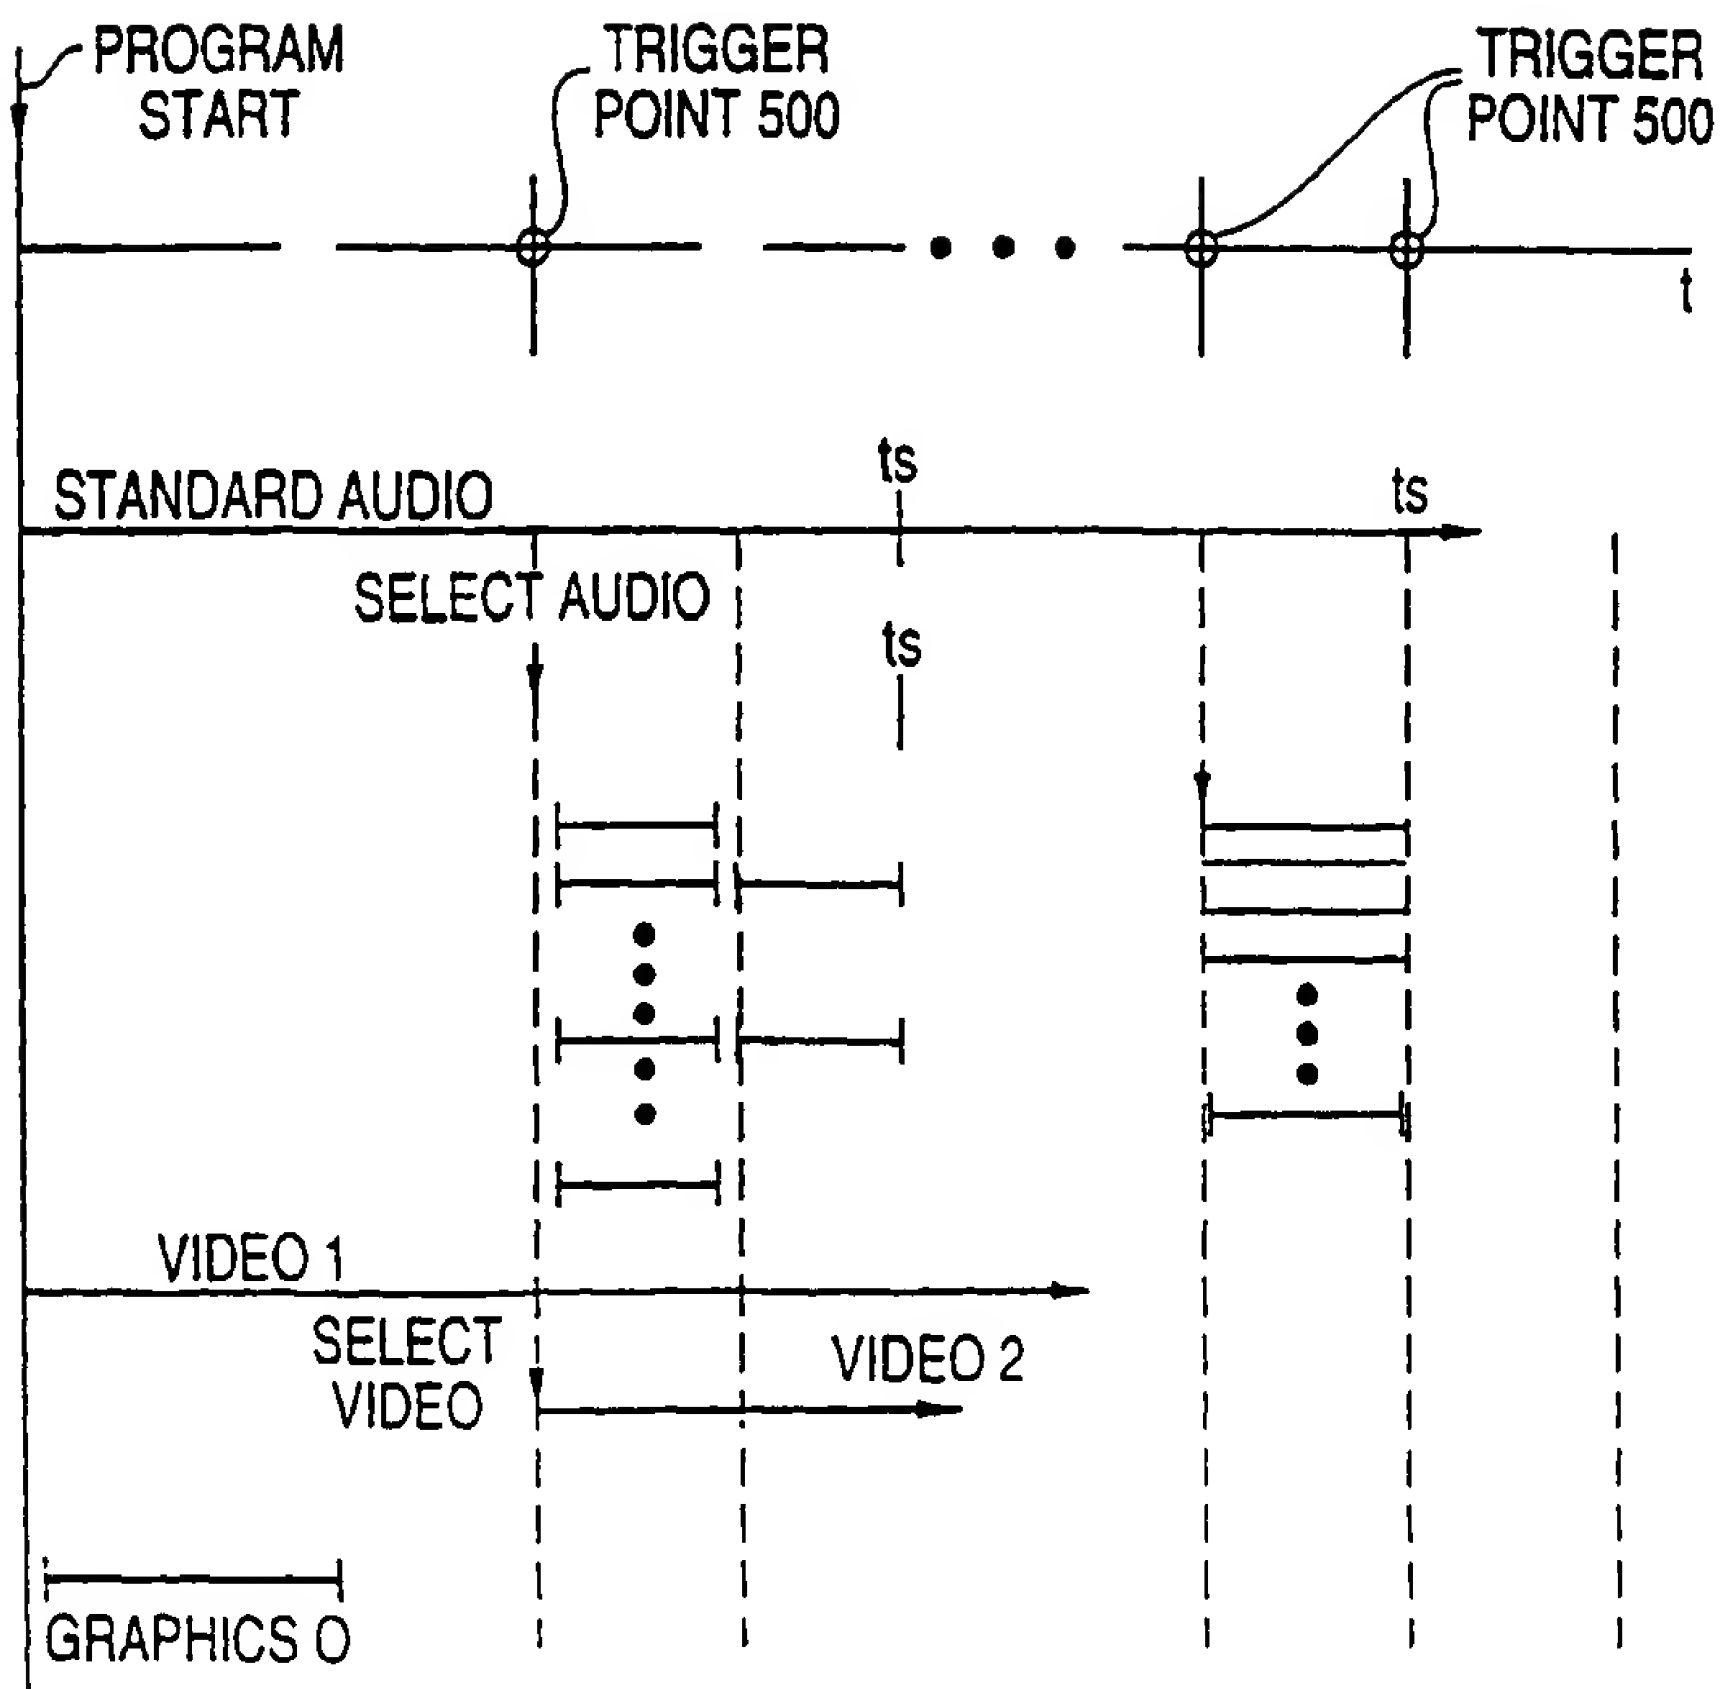 PROGRAM
START
TRIGGER
POINT 500
TRIGGER
POINT 500
t
STANDARD AUDIO
ts
ts
SELECT AUDIO
ts
VIDEO 1
SELECT
VIDEO
VIDEO 2
GRAPHICS O